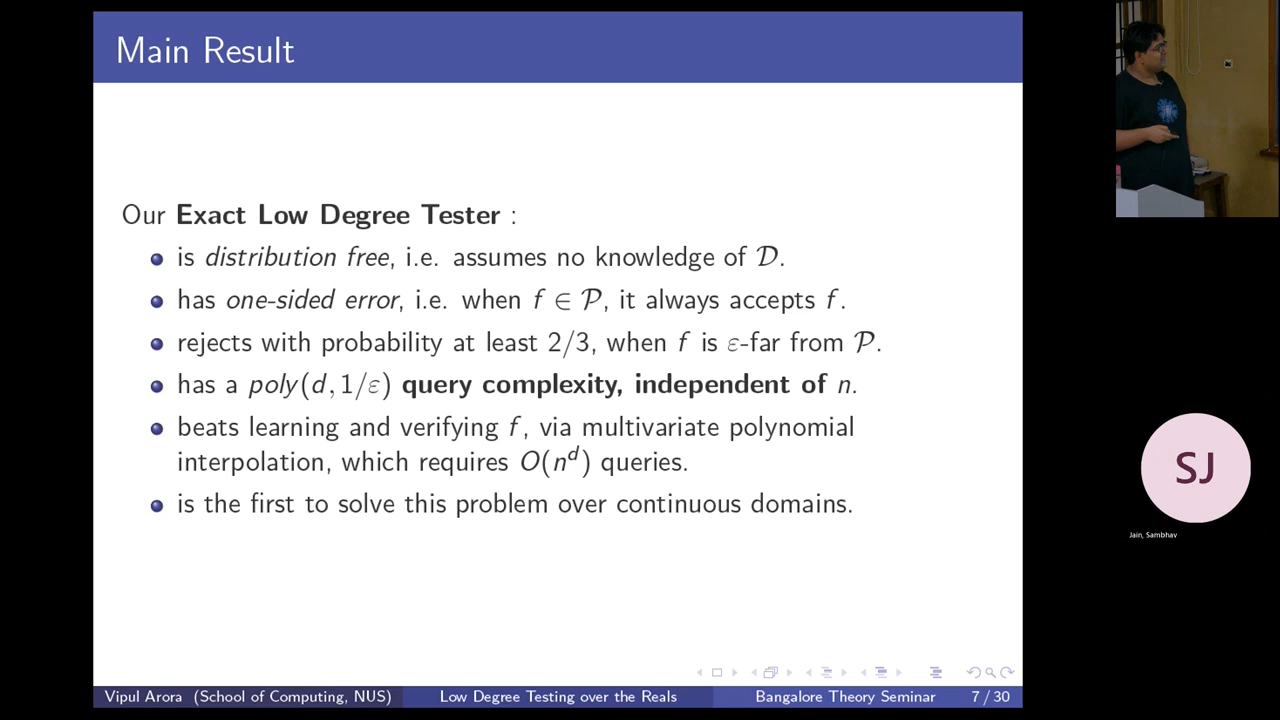 Main Result
Our Exact Low Degree Tester :
is distribution free, i.e. assumes no knowledge of 𝒟.
has one-sided error, i.e. when f ∈ 𝒫, it always accepts f.
rejects with probability at least 2/3, when f is ε-far from 𝒫.
has a poly(d, 1/ε) query complexity, independent of n.
beats learning and verifying f, via multivariate polynomial
interpolation, which requires O(n^d) queries.
is the first to solve this problem over continuous domains.
SJ
Jain, Sambhav
Vipul Arora (School of Computing, NUS) Low Degree Testing over the Reals Bangalore Theory Seminar 7 / 30